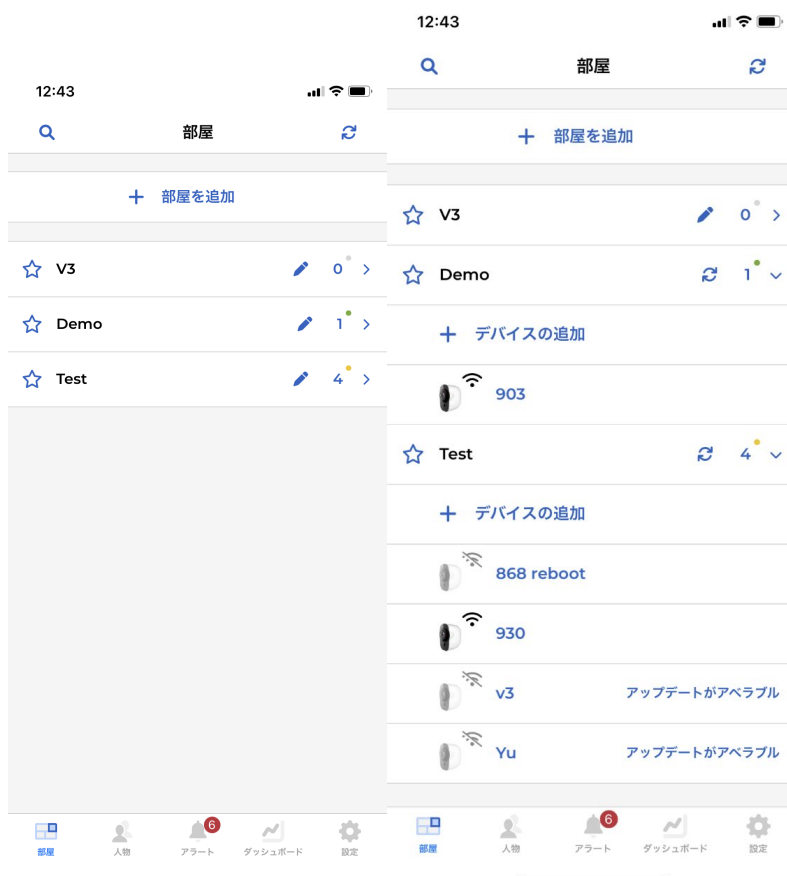 12:43
部屋
部屋を追加
V3 0
Demo 1
Test 4
部屋
人物
アラート
6
ダッシュボード
設定
12:43
部屋
部屋を追加
V3 0
Demo 1
デバイスの追加
903
Test 4
デバイスの追加
868 reboot
930
v3 アップデートがアベラブル
Yu アップデートがアベラブル
部屋
人物
アラート
6
ダッシュボード
設定